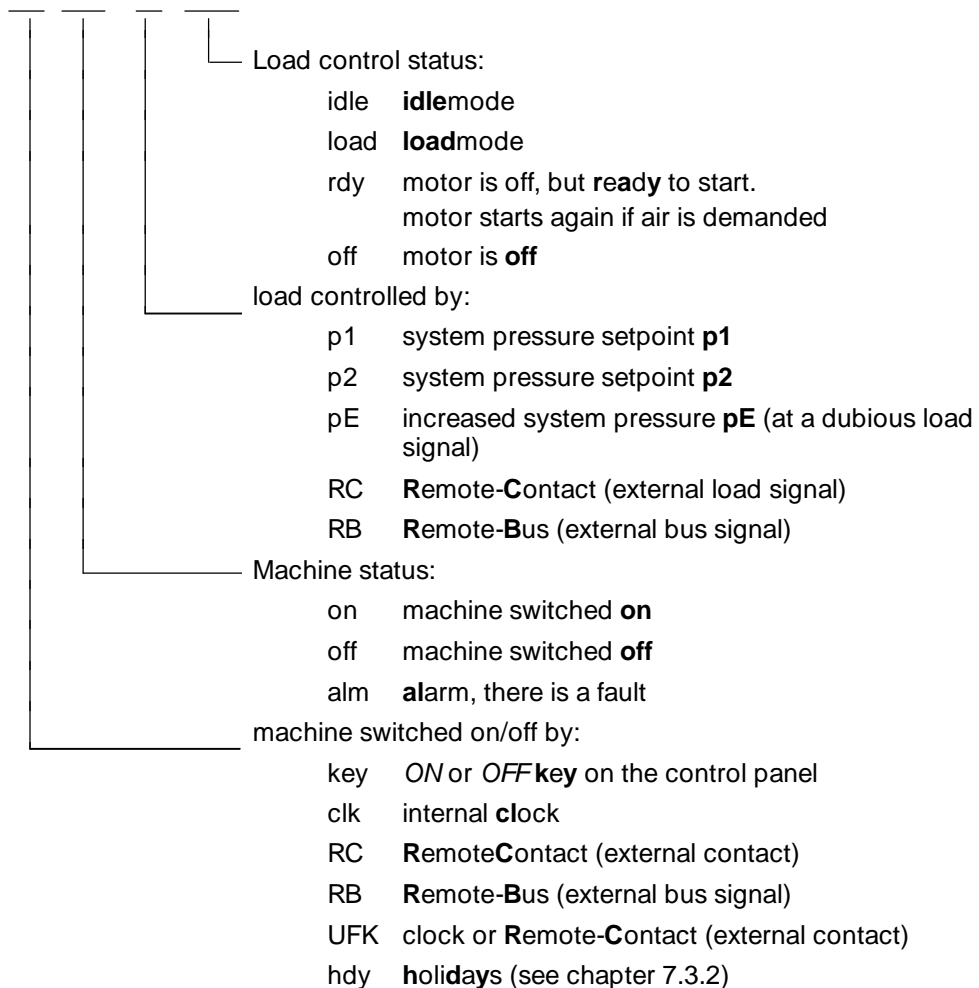 Load control status:
idle idlemode
load loadmode
rdy motor is off, but ready to start.
motor starts again if air is demanded
off motor is off
load controlled by:
p1 system pressure setpoint p1
p2 system pressure setpoint p2
pE increased system pressure pE (at a dubious load
signal)
RC Remote-Contact (external load signal)
RB Remote-Bus (external bus signal)
Machine status:
on machine switched on
off machine switched off
alm alarm, there is a fault
machine switched on/off by:
key ON or OFF key on the control panel
clk internal clock
RC RemoteContact (external contact)
RB Remote-Bus (external bus signal)
UFK clock or Remote-Contact (external contact)
hdy holidays (see chapter 7.3.2)